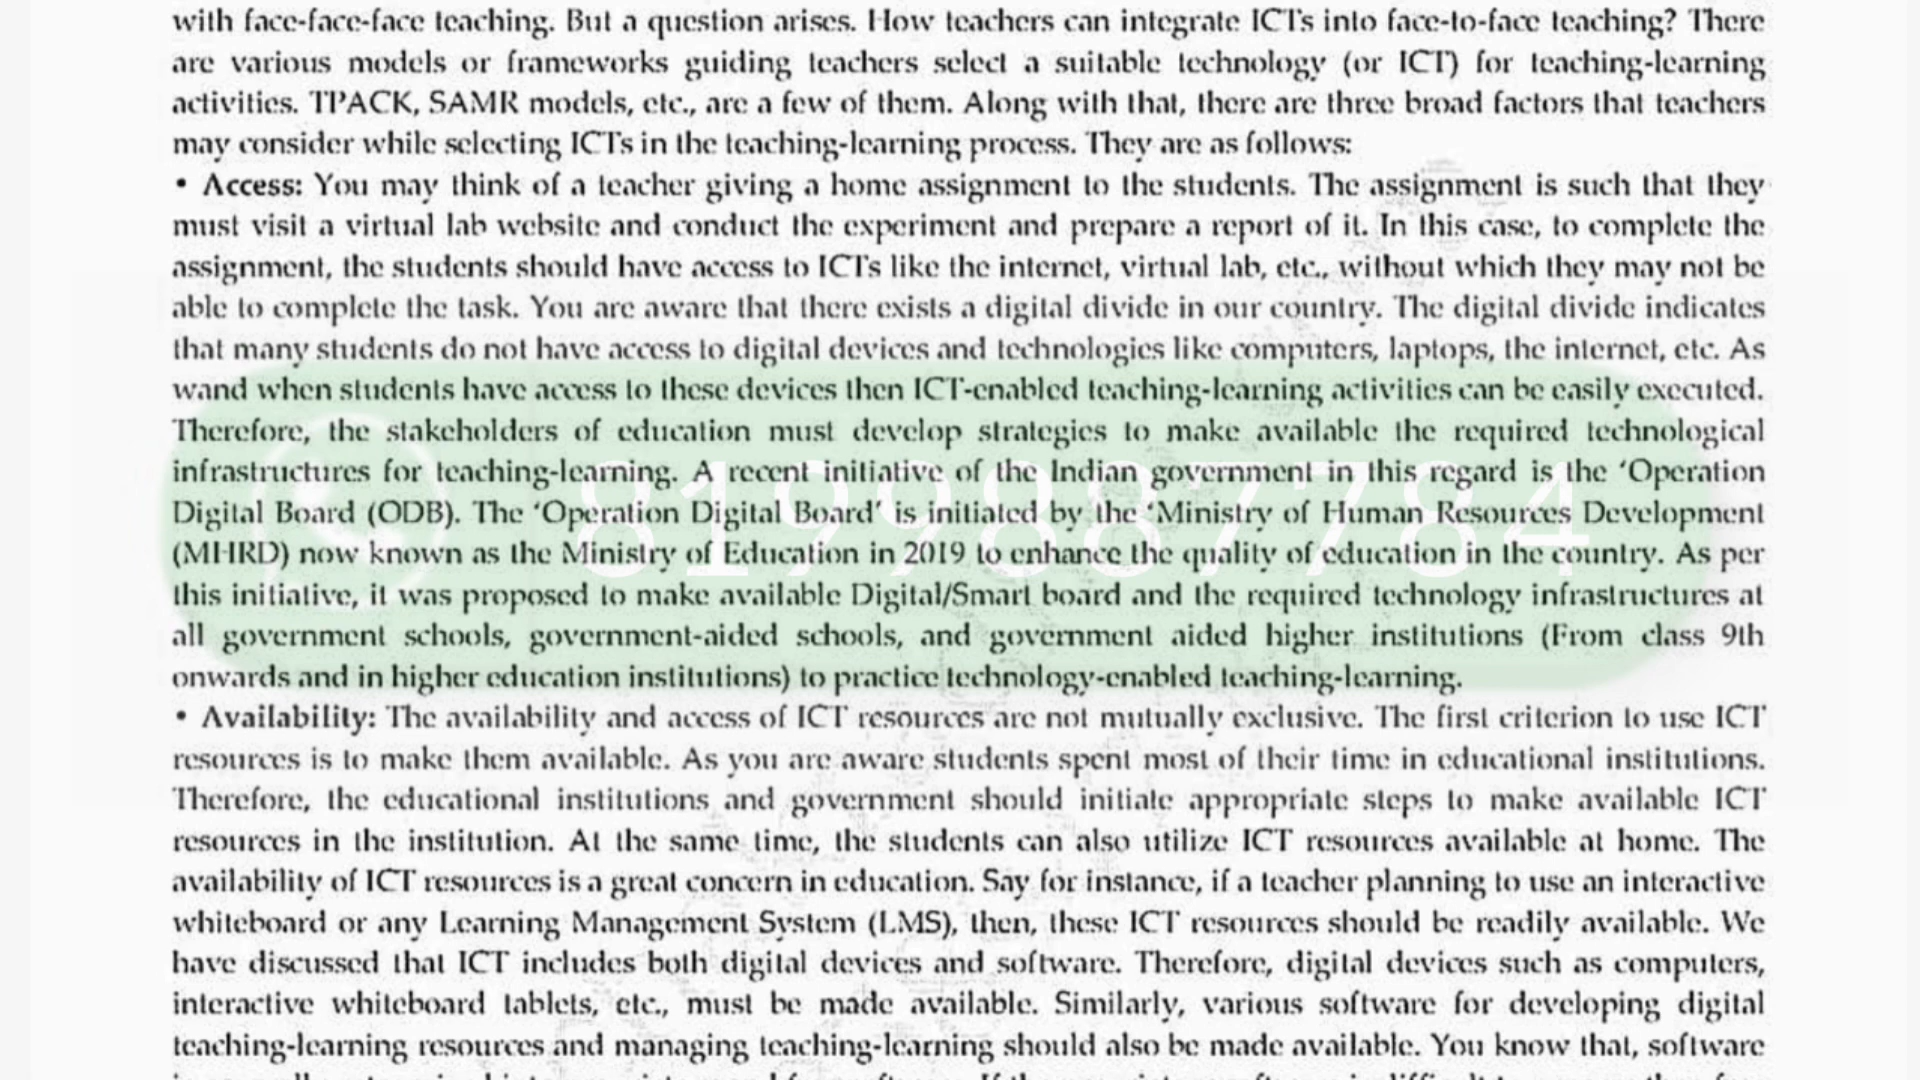 with face-face-face teaching. But a question arises. How teachers can integrate ICTs into face-to-face teaching? There
are various models or frameworks guiding teachers select a suitable technology (or ICT) for teaching-learning
activities. TPACK, SAMR models, etc., are a few of them. Along with that, there are three broad factors that teachers
may consider while selecting ICTs in the teaching-learning process. They are as follows:
• Access: You may think of a teacher giving a home assignment to the students. The assignment is such that they
must visit a virtual lab website and conduct the experiment and prepare a report of it. In this case, to complete the
assignment, the students should have access to ICTs like the internet, virtual lab, etc., without which they may not be
able to complete the task. You are aware that there exists a digital divide in our country. The digital divide indicates
that many students do not have access to digital devices and technologies like computers, laptops, the internet, etc. As
wand when students have access to these devices then ICT-enabled teaching-learning activities can be easily executed.
Therefore, the stakeholders of education must develop strategies to make available the required technological
infrastructures for teaching-learning. A recent initiative of the Indian government in this regard is the ‘Operation
Digital Board (ODB). The ‘Operation Digital Board’ is initiated by the ‘Ministry of Human Resources Development
(MHRD) now known as the Ministry of Education in 2019 to enhance the quality of education in the country. As per
this initiative, it was proposed to make available Digital/Smart board and the required technology infrastructures at
all government schools, government-aided schools, and government aided higher institutions (From class 9th
onwards and in higher education institutions) to practice technology-enabled teaching-learning.
8199887784
• Availability: The availability and access of ICT resources are not mutually exclusive. The first criterion to use ICT
resources is to make them available. As you are aware students spent most of their time in educational institutions.
Therefore, the educational institutions and government should initiate appropriate steps to make available ICT
resources in the institution. At the same time, the students can also utilize ICT resources available at home. The
availability of ICT resources is a great concern in education. Say for instance, if a teacher planning to use an interactive
whiteboard or any Learning Management System (LMS), then, these ICT resources should be readily available. We
have discussed that ICT includes both digital devices and software. Therefore, digital devices such as computers,
interactive whiteboard tablets, etc., must be made available. Similarly, various software for developing digital
teaching-learning resources and managing teaching-learning should also be made available. You know that, software